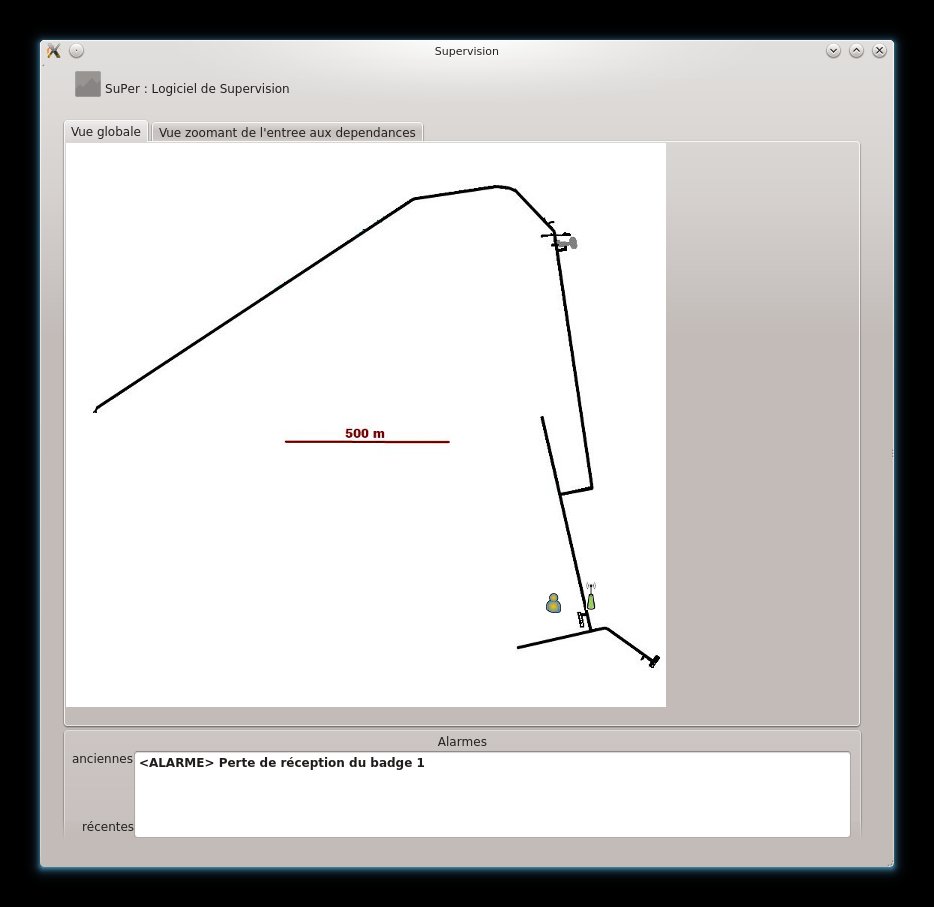 Supervision
SuPer : Logiciel de Supervision
Vue globale
Vue zoomant de l'entree aux dependances
500 m
Alarmes
anciennes
<ALARME> Perte de réception du badge 1
récentes